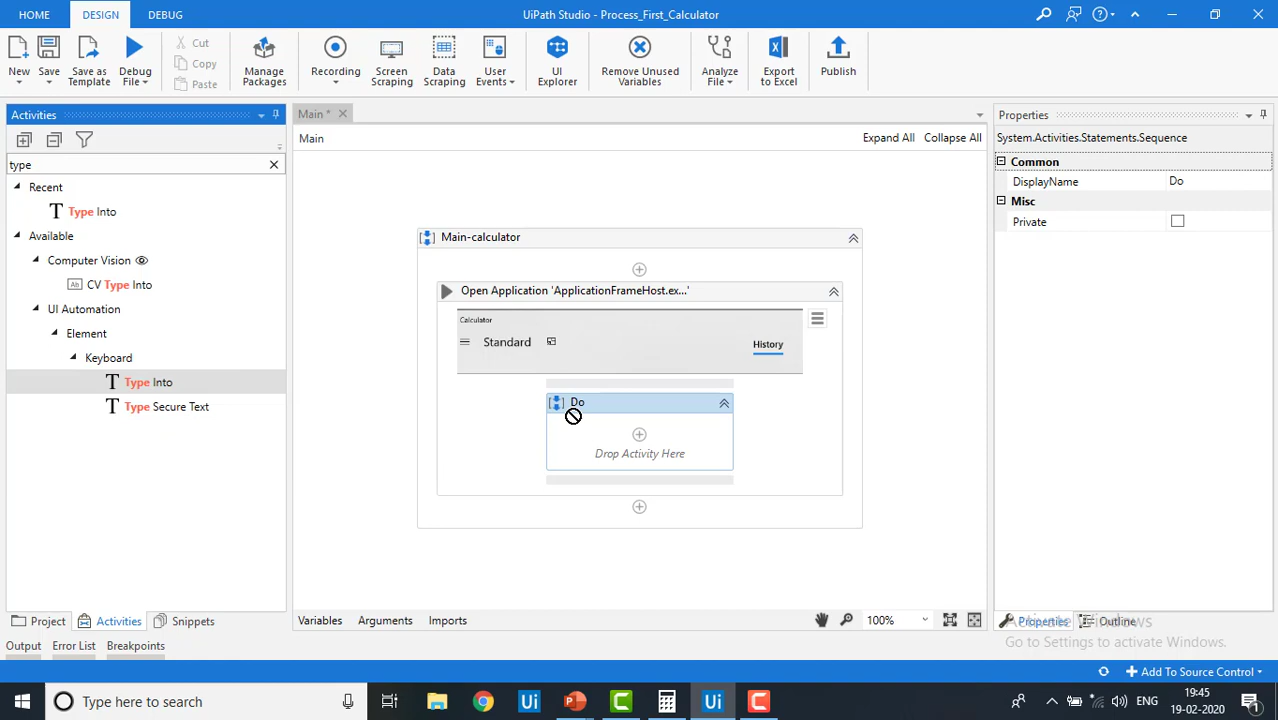 HOME DESIGN DEBUG UiPath Studio - Process_First_Calculator
New Save Save as Template Debug File Cut Copy Paste Manage Packages Recording Screen Scraping Data Scraping User Events UI Explorer Remove Unused Variables Analyze File Export to Excel Publish
Activities
type
Recent
Type Into
Available
Computer Vision
CV Type Into
UI Automation
Element
Keyboard
Type Into
Type Secure Text
Project Activities Snippets
Main *
Main Expand All Collapse All
Main-calculator
Open Application 'ApplicationFrameHost.ex...'
Calculator
Standard History
Do
Drop Activity Here
Variables Arguments Imports 100%
Properties
System.Activities.Statements.Sequence
Common
DisplayName Do
Misc
Private
Properties Outline
Activate Windows
Go to Settings to activate Windows.
Output Error List Breakpoints
Add To Source Control
Type here to search
Ui Ui
ENG 19:45
19-02-2020
1